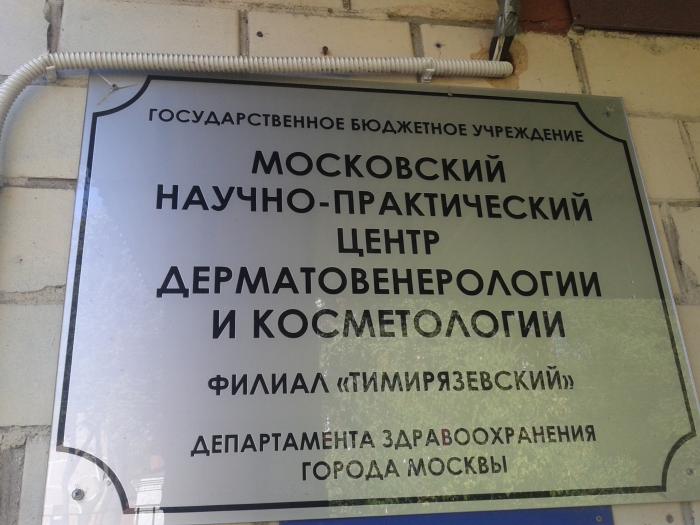 ГОСУДАРСТВЕННОЕ БЮДЖЕТНОЕ УЧРЕЖДЕНИЕ
МОСКОВСКИЙ
НАУЧНО-ПРАКТИЧЕСКИЙ
ЦЕНТР
ДЕРМАТОВЕНЕРОЛОГИИ
И КОСМЕТОЛОГИИ
ФИЛИАЛ «ТИМИРЯЗЕВСКИЙ»
ДЕПАРТАМЕНТА ЗДРАВООХРАНЕНИЯ
ГОРОДА МОСКВЫ